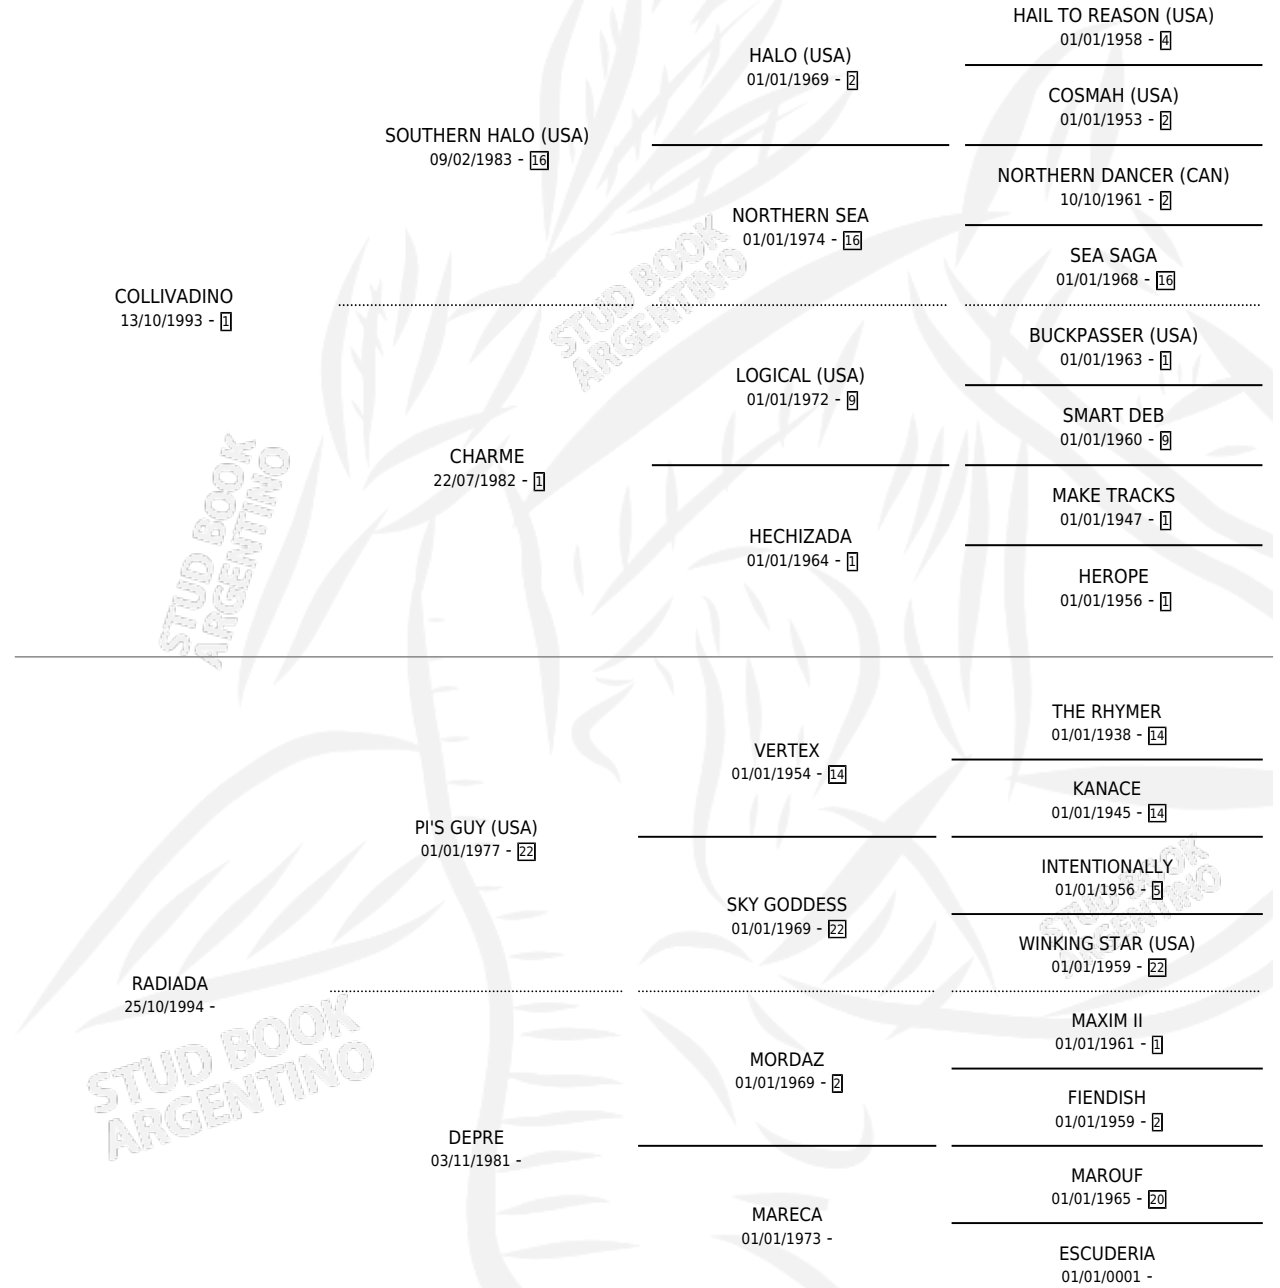 HAIL TO REASON (USA)
01/01/1958 - 4
HALO (USA)
01/01/1969 - 2
COSMAH (USA)
01/01/1953 - 2
SOUTHERN HALO (USA)
09/02/1983 - 16
NORTHERN DANCER (CAN)
10/10/1961 - 2
NORTHERN SEA
01/01/1974 - 16
SEA SAGA
01/01/1968 - 16
COLLIVADINO
13/10/1993 - 1
BUCKPASSER (USA)
01/01/1963 - 1
LOGICAL (USA)
01/01/1972 - 9
SMART DEB
01/01/1960 - 9
CHARME
22/07/1982 - 1
MAKE TRACKS
01/01/1947 - 1
HECHIZADA
01/01/1964 - 1
HEROPE
01/01/1956 - 1
THE RHYMER
01/01/1938 - 14
VERTEX
01/01/1954 - 14
KANACE
01/01/1945 - 14
PI'S GUY (USA)
01/01/1977 - 22
INTENTIONALLY
01/01/1956 - 5
SKY GODDESS
01/01/1969 - 22
WINKING STAR (USA)
01/01/1959 - 22
RADIADA
25/10/1994 -
MAXIM II
01/01/1961 - 1
MORDAZ
01/01/1969 - 2
FIENDISH
01/01/1959 - 2
DEPRE
03/11/1981 -
MAROUF
01/01/1965 - 20
MARECA
01/01/1973 -
ESCUDERIA
01/01/0001 -
STUD BOOK
ARGENTINO
STUD BOOK
ARGENTINO
STUD BOOK
ARGENTINO
STUD BOOK
ARGENTINO